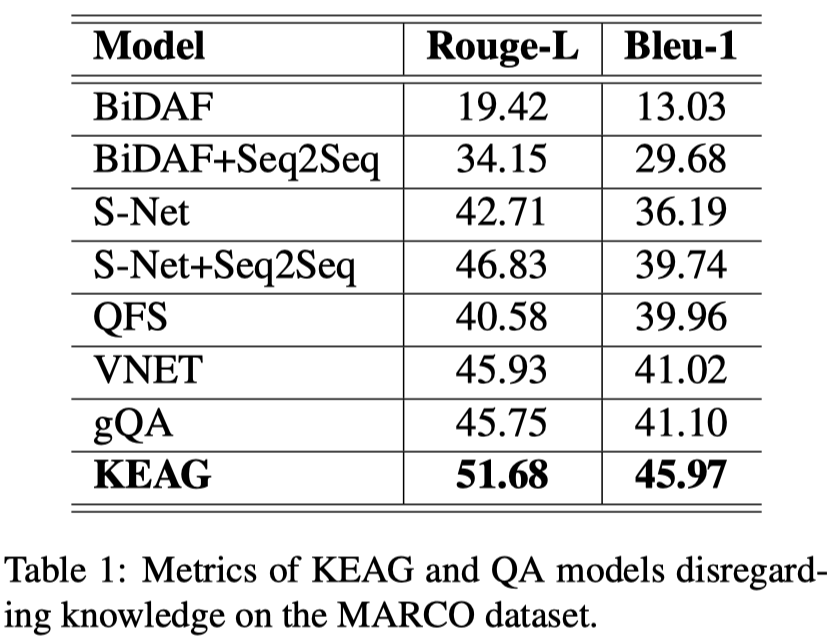 Model Rouge-L Bleu-1
BiDAF 19.42 13.03
BiDAF+Seq2Seq 34.15 29.68
S-Net 42.71 36.19
S-Net+Seq2Seq 46.83 39.74
QFS 40.58 39.96
VNET 45.93 41.02
gQA 45.75 41.10
KEAG 51.68 45.97
Table 1: Metrics of KEAG and QA models disregard-
ing knowledge on the MARCO dataset.